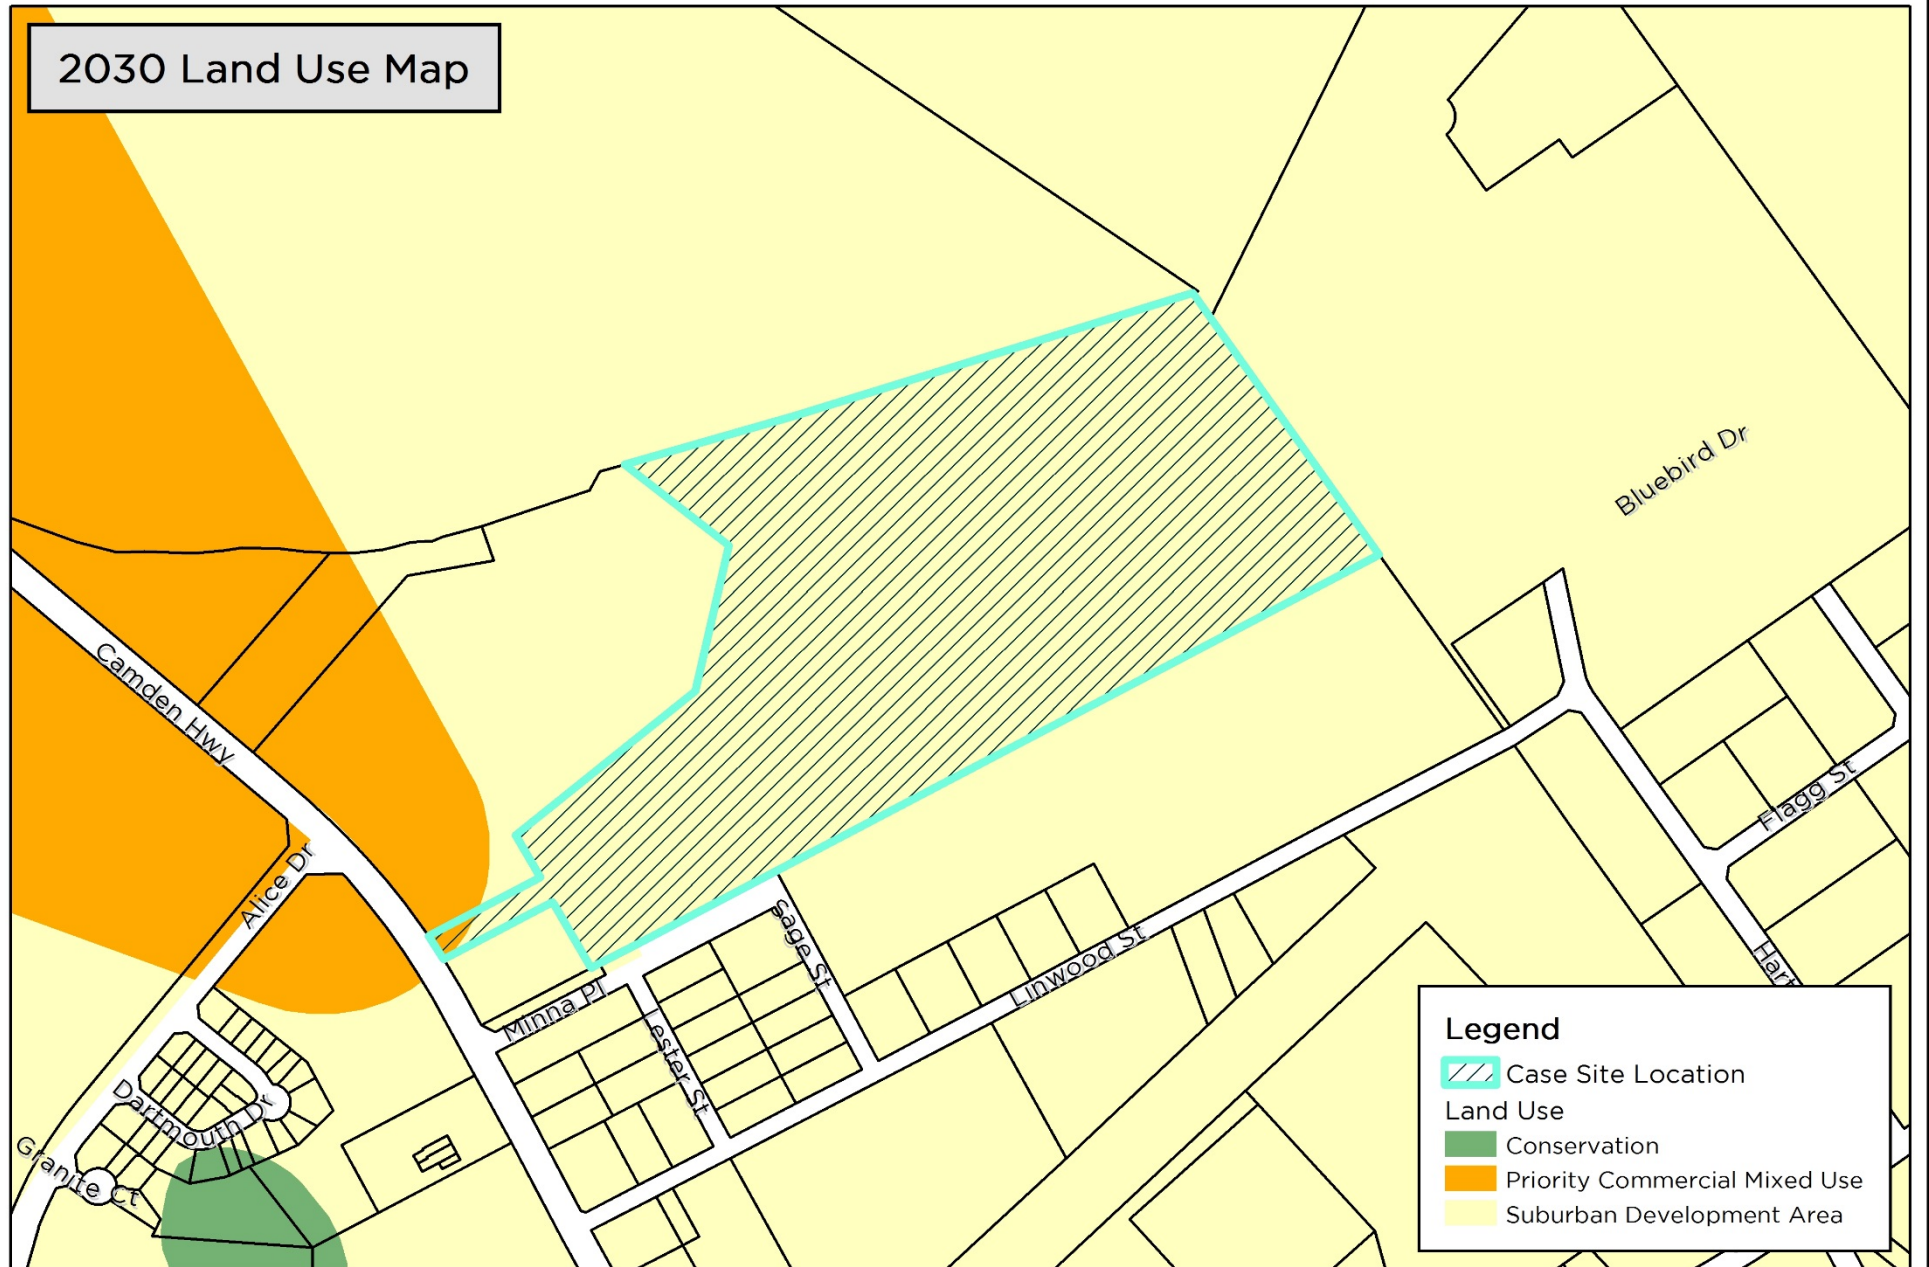 2030 Land Use Map
Bluebird Dr
Camden Hwy
Flagg St
Alice Dr
Sage St
Linwood St
Hart
Minna Pl
Lester St
Dartmouth Dr
Granite Ct
Legend
Case Site Location
Land Use
Conservation
Priority Commercial Mixed Use
Suburban Development Area